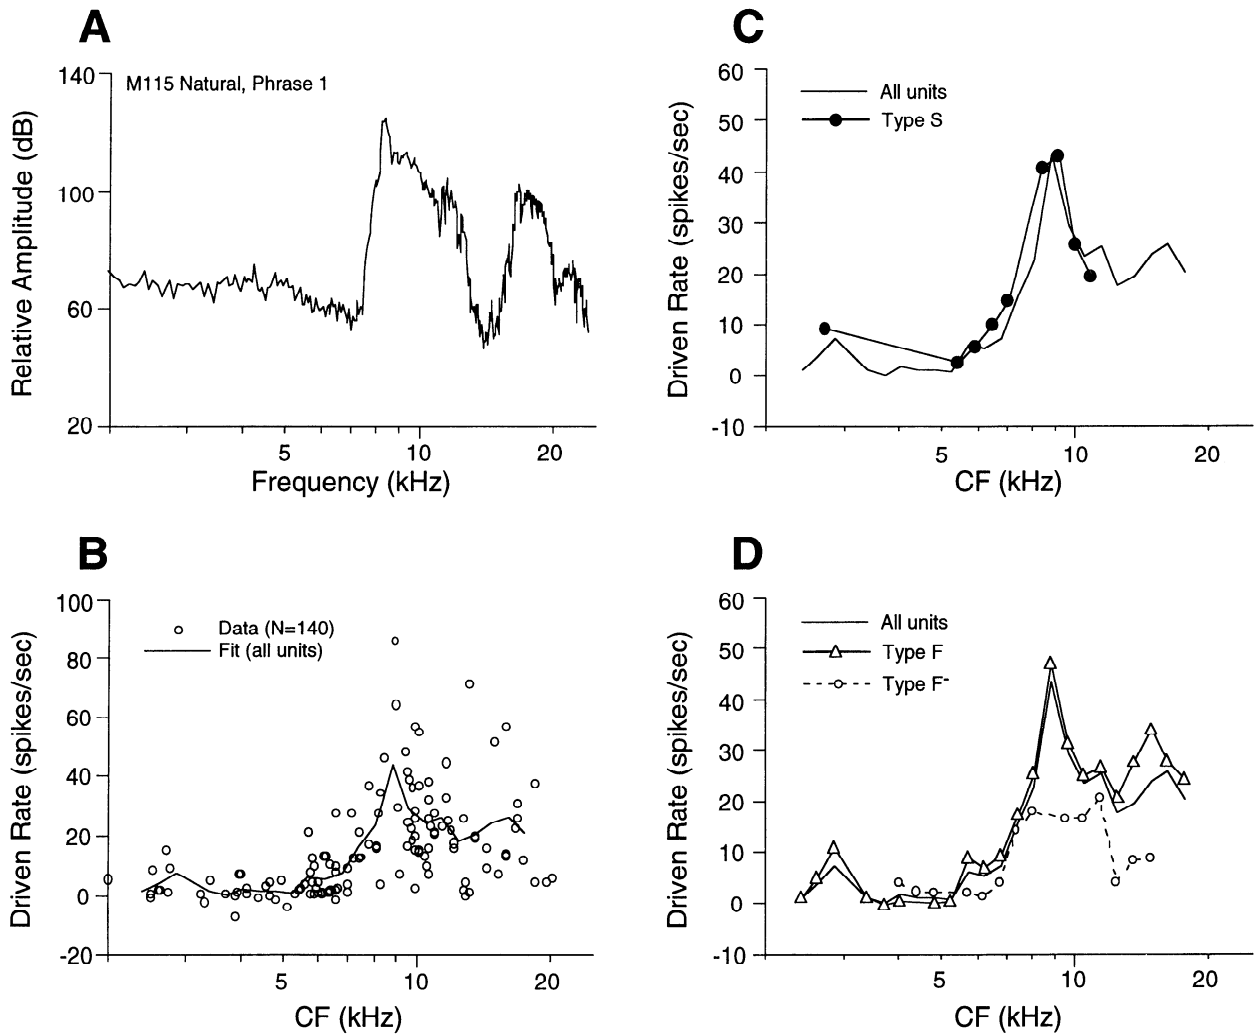 A
M115 Natural, Phrase 1
140
100
60
20
Relative Amplitude (dB)
5
10
20
Frequency (kHz)
C
All units
Type S
60
50
40
30
20
10
0
-10
Driven Rate (spikes/sec)
5
10
20
CF (kHz)
B
Data (N=140)
Fit (all units)
100
80
60
40
20
0
-20
Driven Rate (spikes/sec)
5
10
20
CF (kHz)
D
All units
Type F
Type F-
60
50
40
30
20
10
0
-10
Driven Rate (spikes/sec)
5
10
20
CF (kHz)